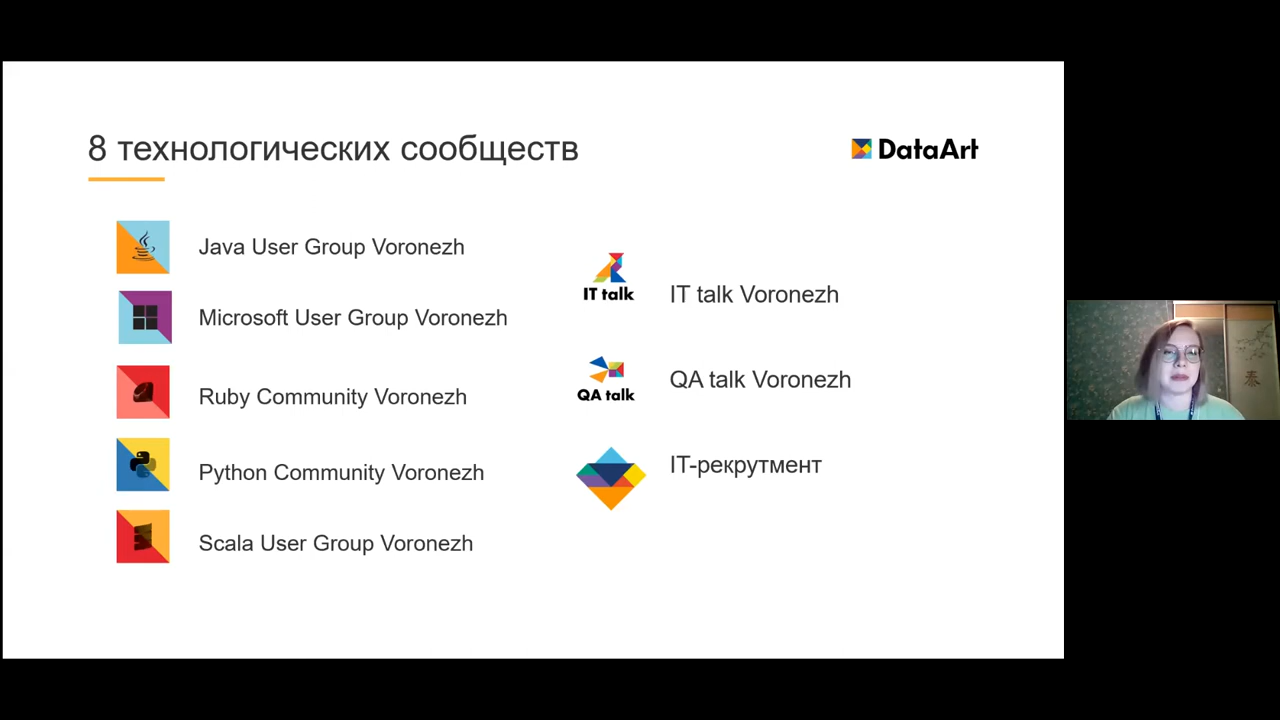 8 технологических сообществ
DataArt
Java User Group Voronezh
Microsoft User Group Voronezh
Ruby Community Voronezh
Python Community Voronezh
Scala User Group Voronezh
IT talk
IT talk Voronezh
QA talk
QA talk Voronezh
IT-рекрутмент